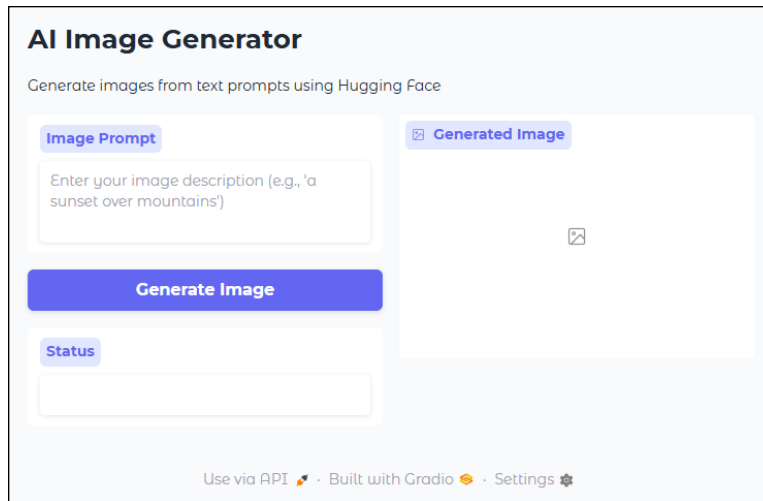 AI Image Generator
Generate images from text prompts using Hugging Face
Image Prompt
Enter your image description (e.g., 'a
sunset over mountains')
Generate Image
Status
Generated Image
Use via API 🚀 · Built with Gradio · Settings ⚙️